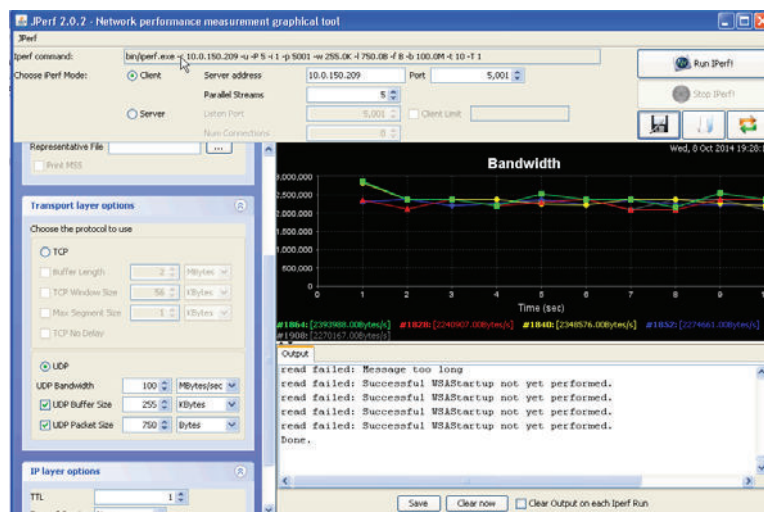 JPerf 2.0.2 - Network performance measurement graphical tool
JPerf
Iperf command:
bin/iperf.exe -c 10.0.150.209 -u -P 5 -i 1 -p 5001 -w 255.0K -l 750.0B -f B -b 100.0M -t 10 -T 1
Choose iPerf Mode:
Client
Server address
10.0.150.209
Port
5,001
Parallel Streams
5
Server
Listen Port
5,001
Client Limit
Num Connections
0
Run IPerf!
Stop IPerf!
Representative File
...
Print MSS
Transport layer options
Choose the protocol to use
TCP
Buffer Length
2
MBytes
TCP Window Size
56
KBytes
Max Segment Size
1
KBytes
TCP No Delay
UDP
UDP Bandwidth
100
MBytes/sec
UDP Buffer Size
255
KBytes
UDP Packet Size
750
Bytes
IP layer options
TTL
1
Wed, 8 Oct 2014 19:28:
Bandwidth
3,000,000
2,500,000
2,000,000
1,500,000
1,000,000
500,000
0
0 1 2 3 4 5 6 7 8 9
Time (sec)
#1864: [2393988.00Bytes/s] #1828: [2240907.00Bytes/s] #1840: [2348576.00Bytes/s] #1852: [2274661.00Bytes/s]
#1908: [2270167.00Bytes/s]
Output
read failed: Message too long
read failed: Successful WSAStartup not yet performed.
read failed: Successful WSAStartup not yet performed.
read failed: Successful WSAStartup not yet performed.
read failed: Successful WSAStartup not yet performed.
Done.
Save
Clear now
Clear Output on each Iperf Run